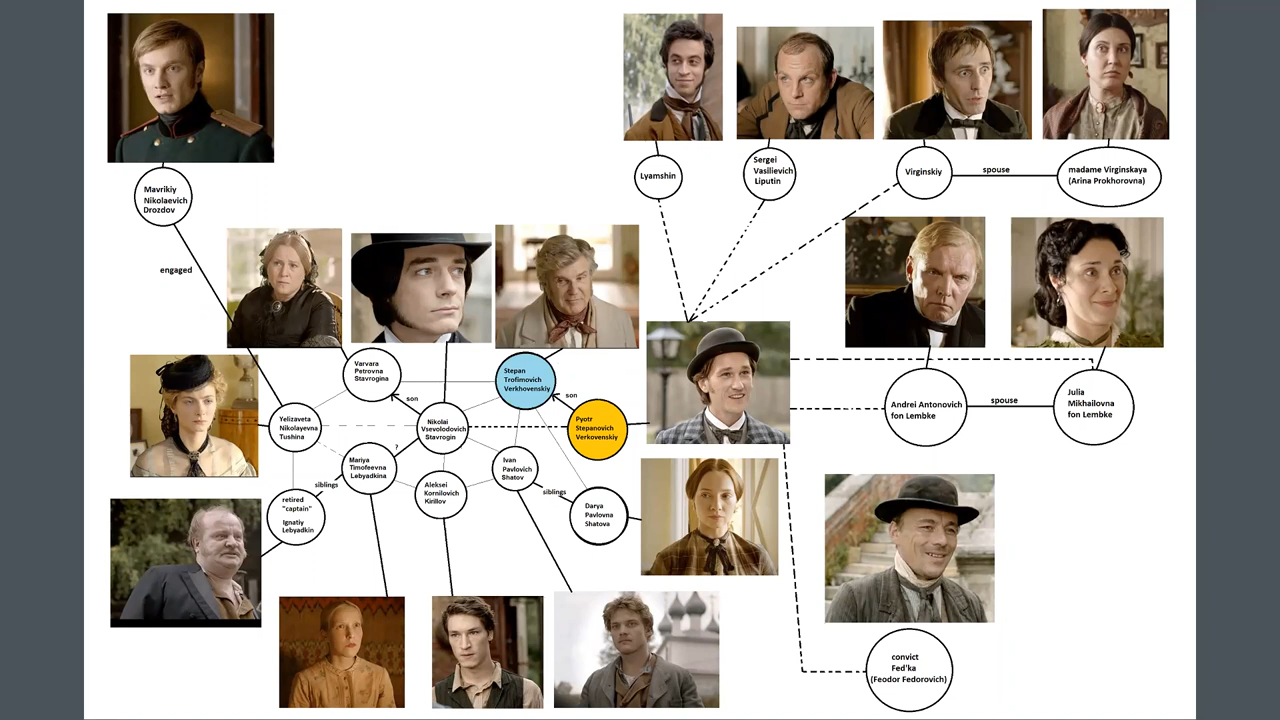 Mavrikiy
Nikolaevich
Drozdov
engaged
Lyamshin
Sergei
Vasilievich
Liputin
Virginskiy
spouse
madame Virginskaya
(Arina Prokhorovna)
Varvara
Petrovna
Stavrogina
Stepan
Trofimovich
Verkhovenskiy
son
son
Yelizaveta
Nikolayevna
Tushina
Nikolai
Vsevolodovich
Stavrogin
Pyotr
Stepanovich
Verkovenskiy
Andrei Antonovich
fon Lembke
spouse
Julia
Mikhailovna
fon Lembke
?
Mariya
Timofeevna
Lebyadkina
Ivan
Pavlovich
Shatov
siblings
Aleksei
Kornilovich
Kirillov
siblings
retired
"captain"
Ignatiy
Lebyadkin
Darya
Pavlovna
Shatova
convict
Fed'ka
(Feodor Fedorovich)